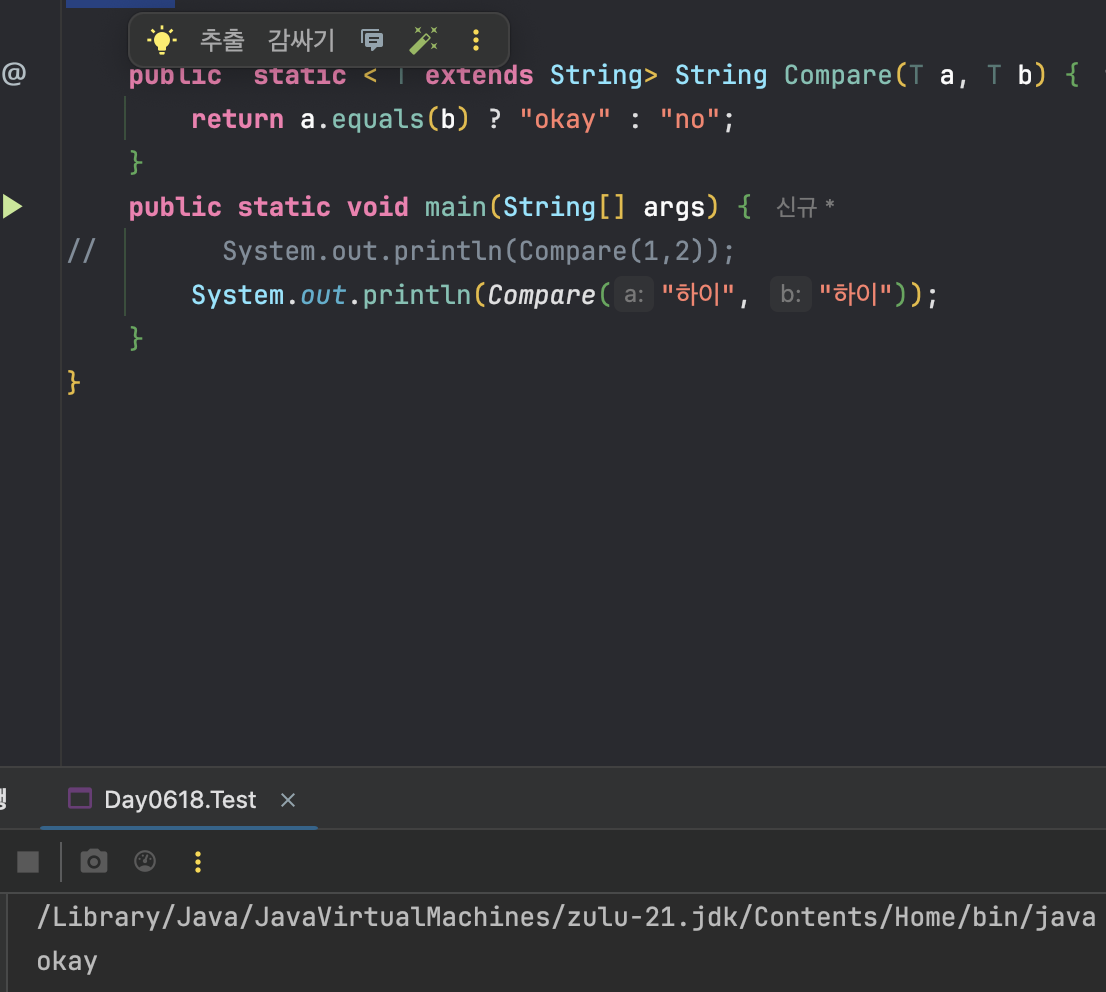 추출 감싸기
@
public static < T extends String> String Compare(T a, T b) {
return a.equals(b) ? "okay" : "no";
}
public static void main(String[] args) { 신규 *
// System.out.println(Compare(1,2));
System.out.println(Compare( a: "하이", b: "하이"));
}
}
Day0618.Test ×
/Library/Java/JavaVirtualMachines/zulu-21.jdk/Contents/Home/bin/java
okay